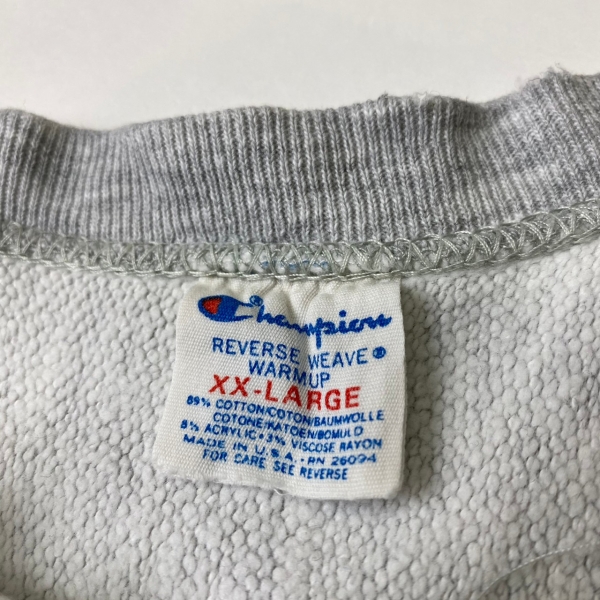 Champion
REVERSE WEAVE®
WARMUP
XX-LARGE
89% COTTON/COTON/BAUMWOLLE
COTONE/KATOEN/BOMULD
8% ACRYLIC • 3% VISCOSE RAYON
MADE IN U.S.A. • RN 26094
FOR CARE SEE REVERSE